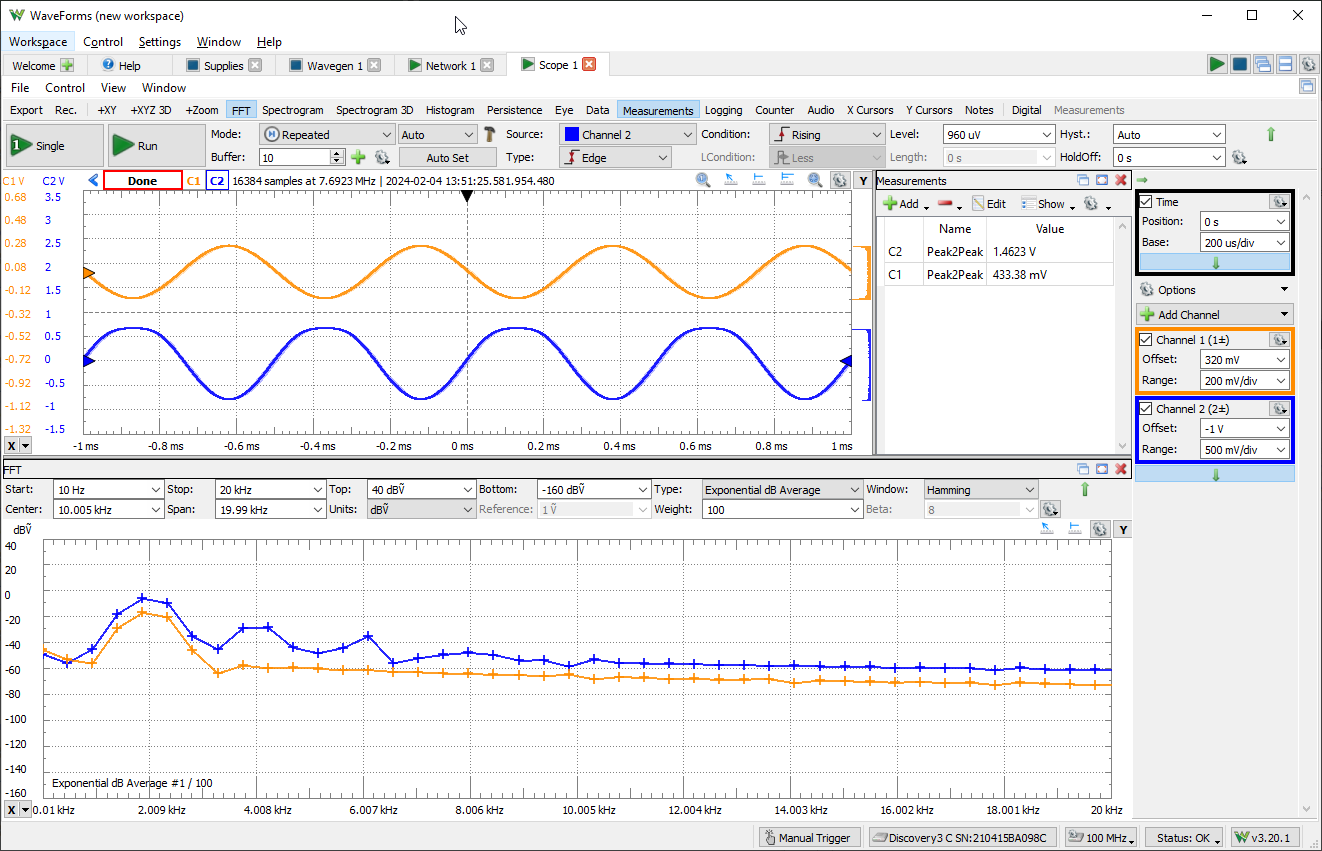 WaveForms (new workspace)
Workspace Control Settings Window Help
Welcome Help Supplies Wavegen 1 Network 1 Scope 1
File Control View Window
Export Rec. +XY +XYZ 3D +Zoom FFT Spectrogram Spectrogram 3D Histogram Persistence Eye Data Measurements Logging Counter Audio X Cursors Y Cursors Notes Digital Measurements
Single Run Mode: Repeated Auto Source: Channel 2 Condition: Rising Level: 960 uV Hyst.: Auto
Buffer: 10 Auto Set Type: Edge LCondition: Less Length: 0 s HoldOff: 0 s
C1 V C2 V Done C1 C2 16384 samples at 7.6923 MHz | 2024-02-04 13:51:25.581.954.480 Y
0.68 3.5
0.48 3
0.28 2.5
0.08 2
-0.12 1.5
-0.32 1
-0.52 0.5
-0.72 0
-0.92 -0.5
-1.12 -1
-1.32 -1.5
X -1 ms -0.8 ms -0.6 ms -0.4 ms -0.2 ms 0 ms 0.2 ms 0.4 ms 0.6 ms 0.8 ms 1 ms
Measurements
Add Edit Show
Name Value
C2 Peak2Peak 1.4623 V
C1 Peak2Peak 433.38 mV
Time
Position: 0 s
Base: 200 us/div
Options
Add Channel
Channel 1 (1±)
Offset: 320 mV
Range: 200 mV/div
Channel 2 (2±)
Offset: -1 V
Range: 500 mV/div
FFT
Start: 10 Hz Stop: 20 kHz Top: 40 dBṼ Bottom: -160 dBṼ Type: Exponential dB Average Window: Hamming
Center: 10.005 kHz Span: 19.99 kHz Units: dBṼ Reference: 1 Ṽ Weight: 100 Beta: 8
dBṼ Y
40
20
0
-20
-40
-60
-80
-100
-120
-140
-160
Exponential dB Average #1 / 100
X 0.01 kHz 2.009 kHz 4.008 kHz 6.007 kHz 8.006 kHz 10.005 kHz 12.004 kHz 14.003 kHz 16.002 kHz 18.001 kHz 20 kHz
Manual Trigger Discovery3 C SN:210415BA098C 100 MHz Status: OK v3.20.1